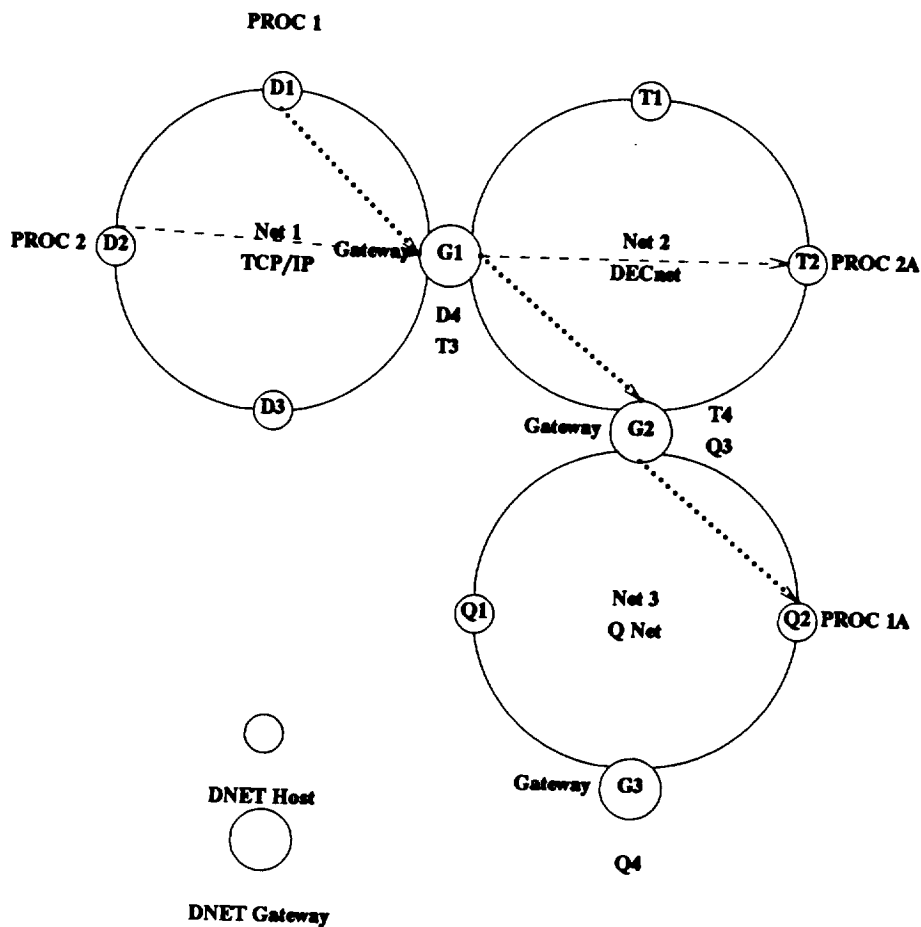 PROC 1
D1
T1
PROC 2
D2
Net 1
TCP/IP
Gateway
G1
Net 2
DECnet
T2
PROC 2A
D4
T3
D3
Gateway
G2
T4
Q3
Q1
Net 3
Q Net
Q2
PROC 1A
Gateway
G3
DNET Host
Q4
DNET Gateway